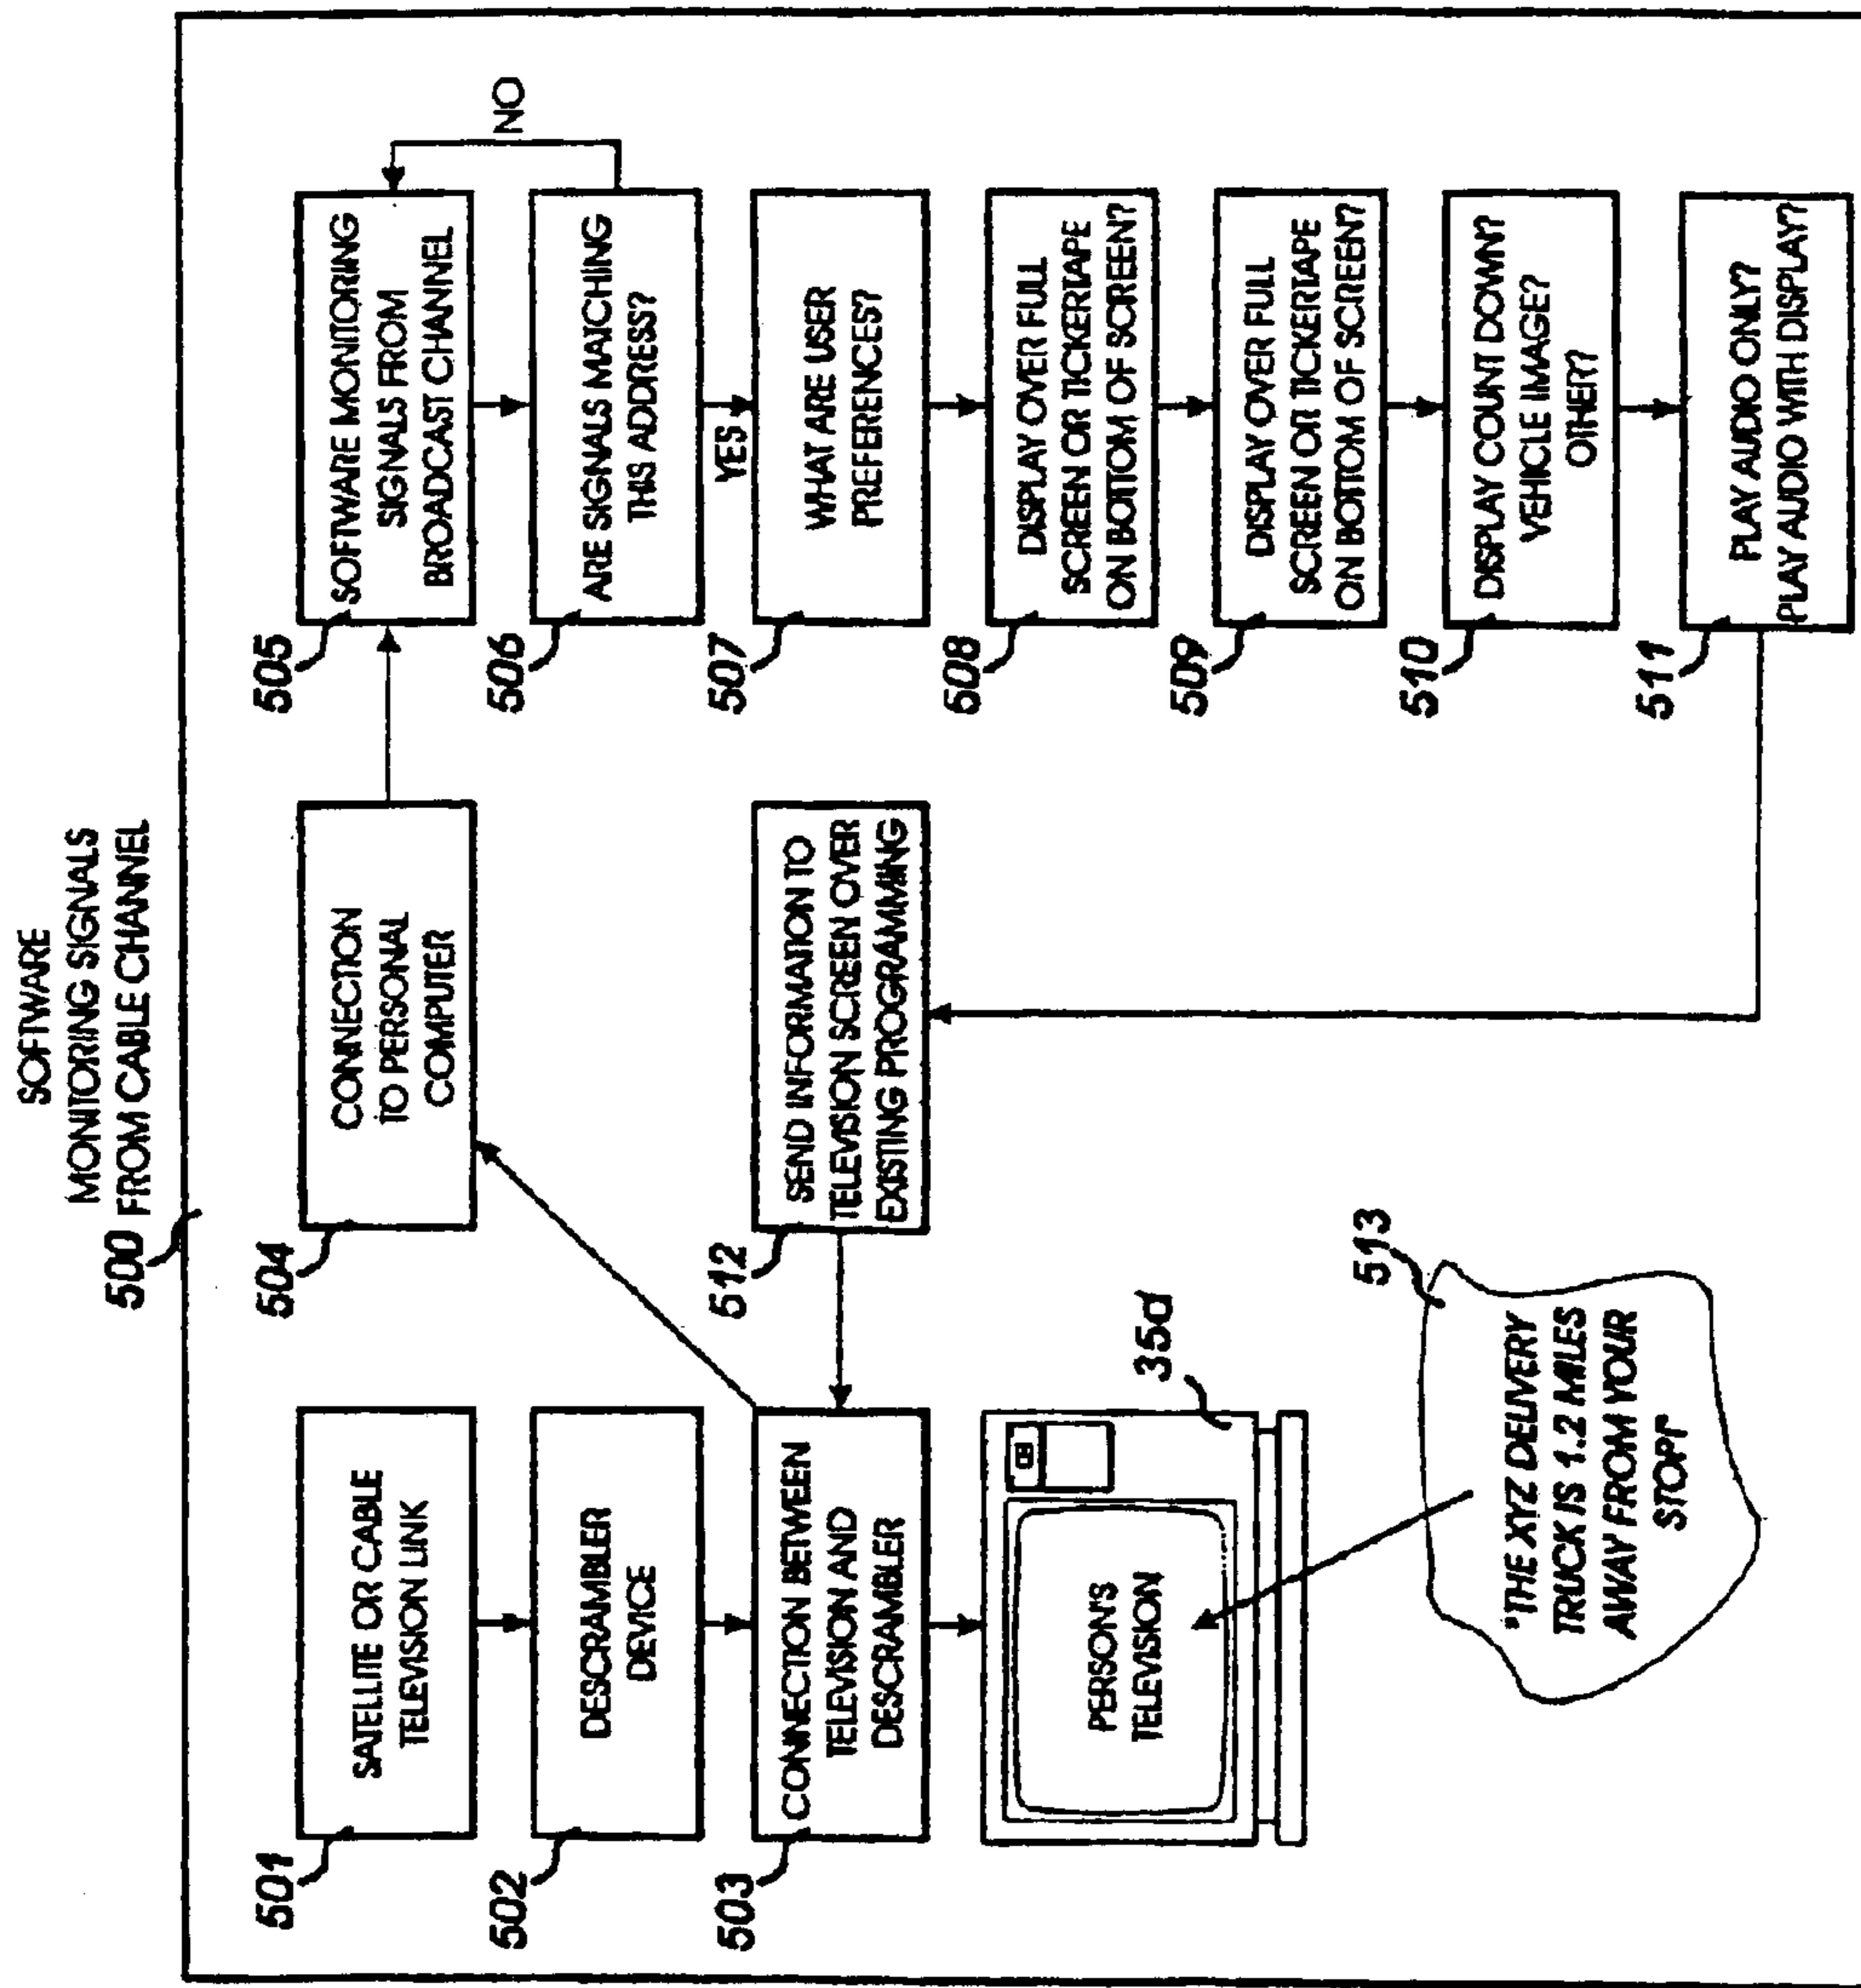 SOFTWARE
MONITORING SIGNALS
500 FROM CABLE CHANNEL
501
SATELLITE OR CABLE
TELEVISION LINK
502
DESCRAMBLER
DEVICE
503
CONNECTION BETWEEN
TELEVISION AND
DESCRAMBLER
PERSON'S
TELEVISION
35d
513
"THE XYZ DELIVERY
TRUCK IS 1.2 MILES
AWAY FROM YOUR
STOP!"
504
CONNECTION
TO PERSONAL
COMPUTER
512
SEND INFORMATION TO
TELEVISION SCREEN OVER
EXISTING PROGRAMMING
505
SOFTWARE MONITORING
SIGNALS FROM
BROADCAST CHANNEL
NO
506
ARE SIGNALS MATCHING
THIS ADDRESS?
YES
507
WHAT ARE USER
PREFERENCES?
508
DISPLAY OVER FULL
SCREEN OR TICKERTAPE
ON BOTTOM OF SCREEN?
509
DISPLAY OVER FULL
SCREEN OR TICKERTAPE
ON BOTTOM OF SCREEN?
510
DISPLAY COUNT DOWN?
VEHICLE IMAGE?
OTHER?
511
PLAY AUDIO ONLY?
PLAY AUDIO WITH DISPLAY?